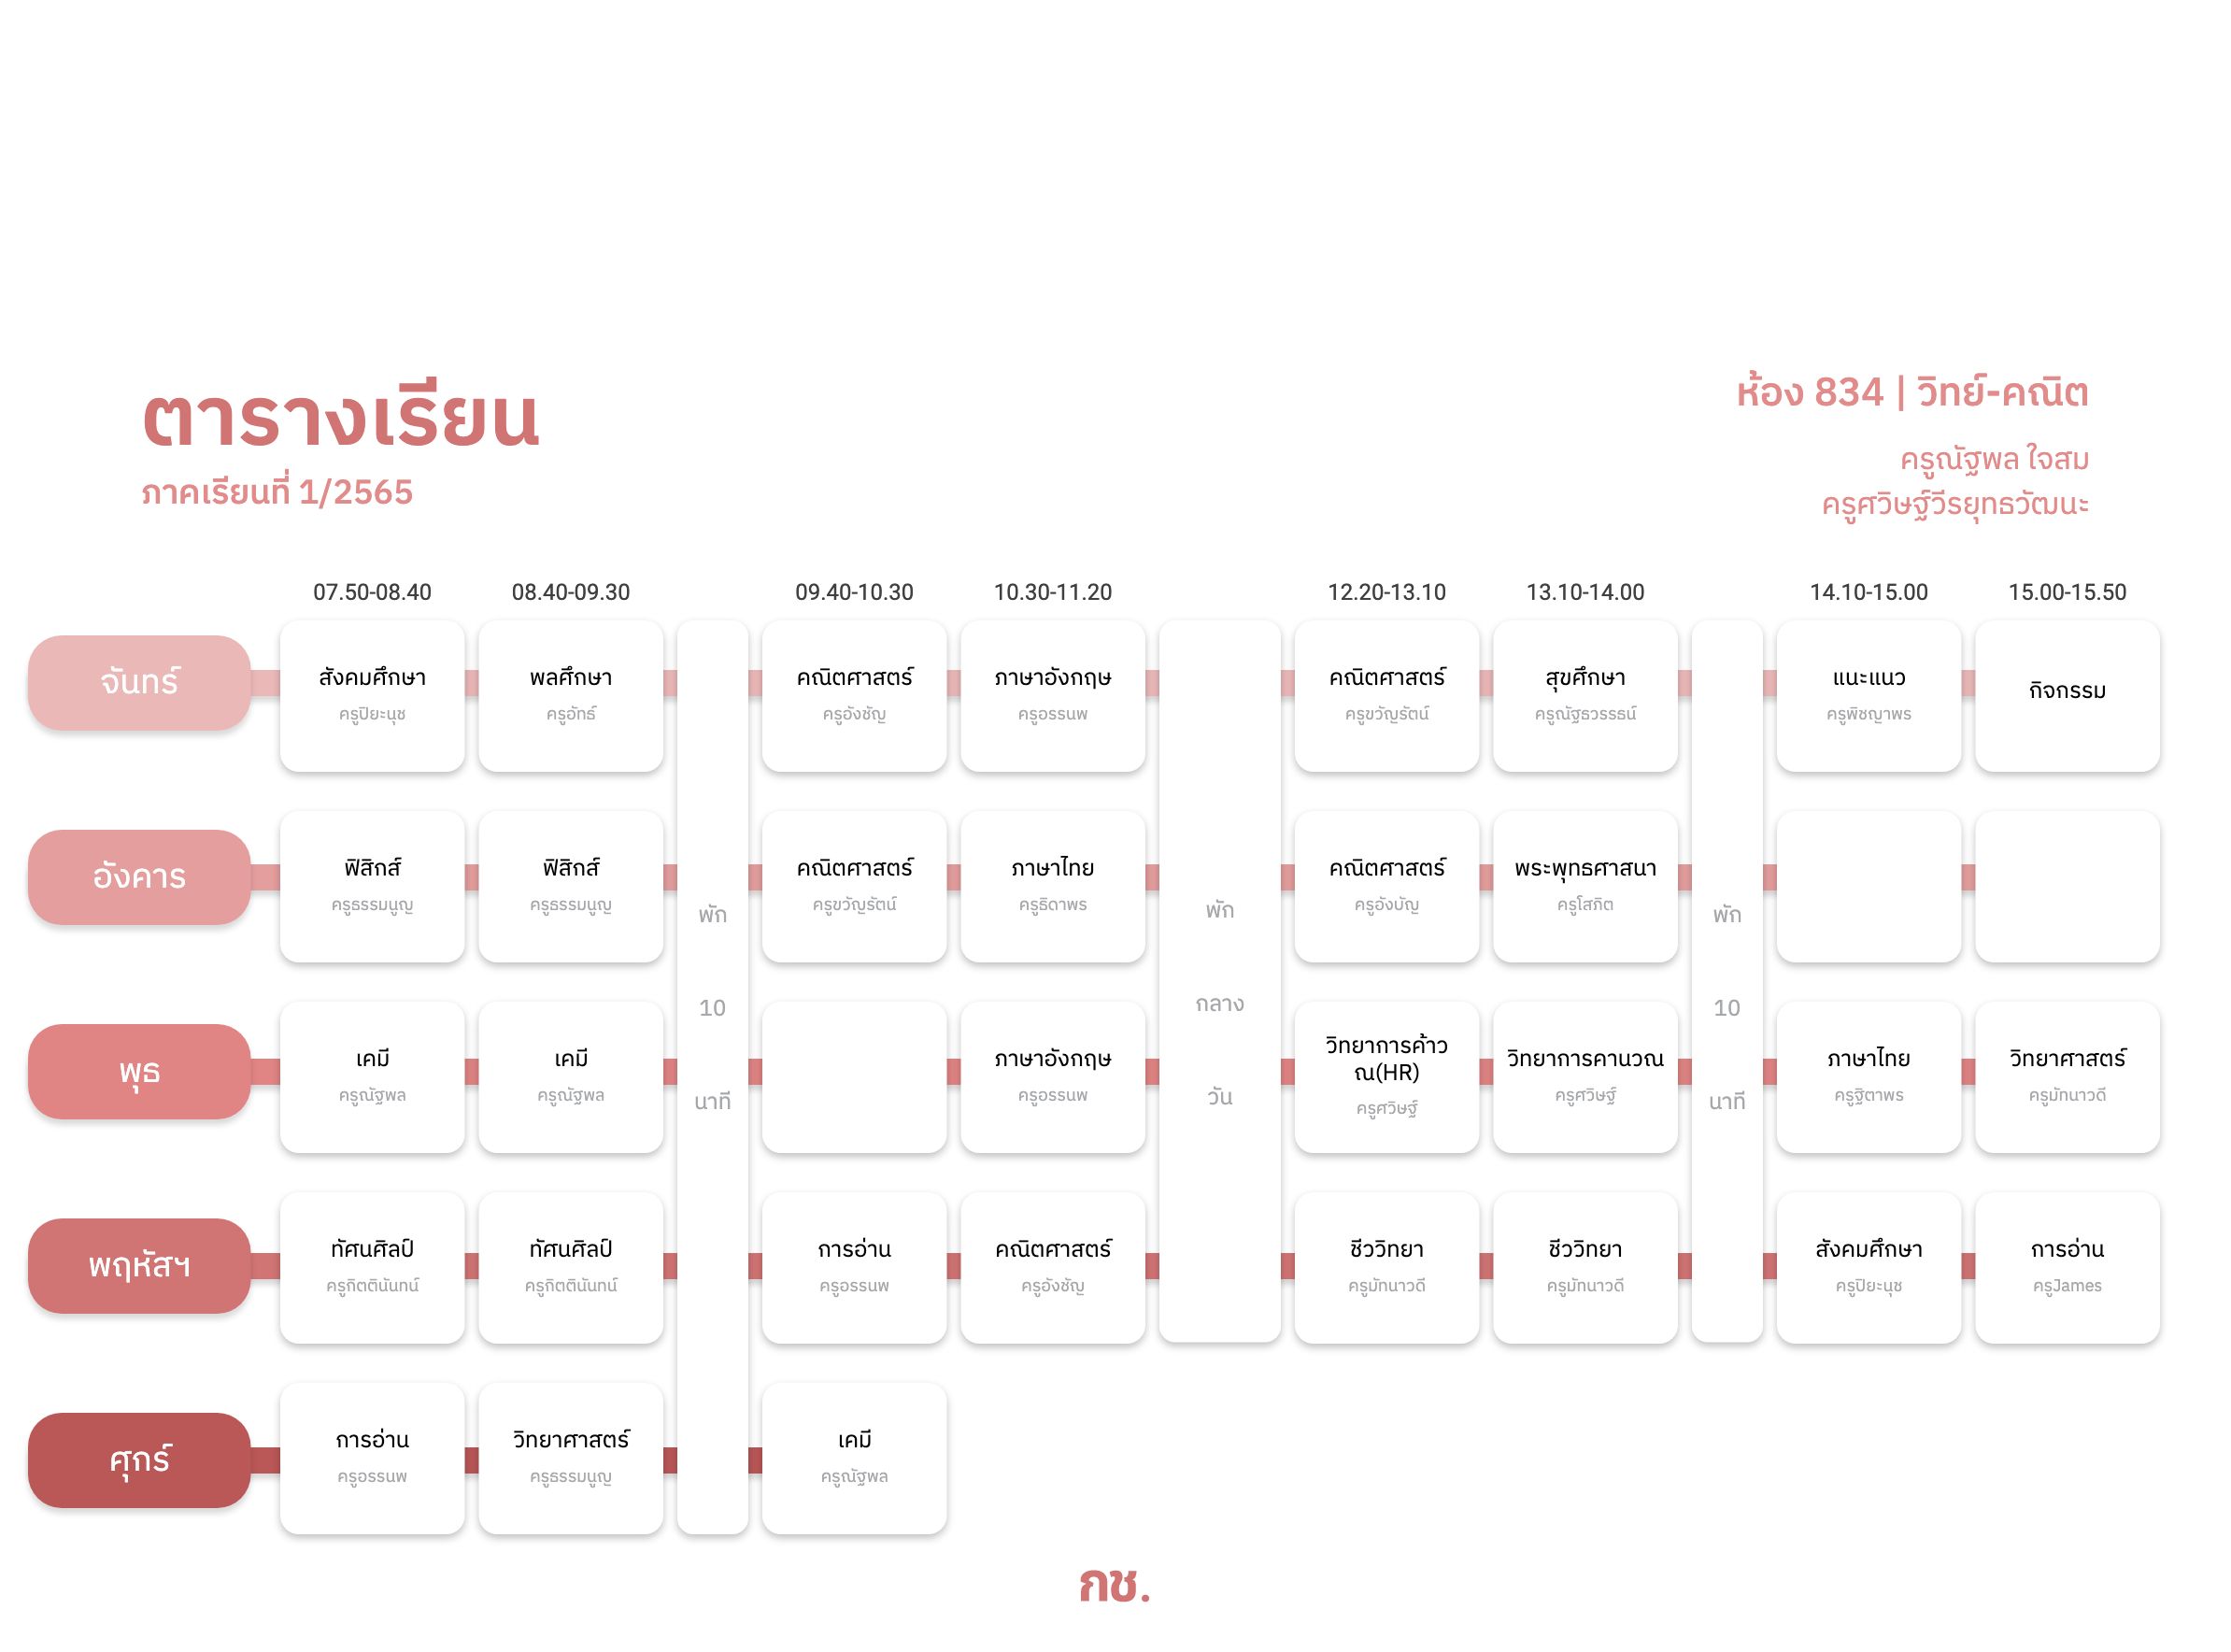 ตารางเรียน
ภาคเรียนที่ 1/2565
ห้อง 834 | วิทย์-คณิต
ครูณัฐพล ใจสม
ครูศวิษฐ์วีรยุทธวัฒนะ
07.50-08.40 08.40-09.30 09.40-10.30 10.30-11.20 12.20-13.10 13.10-14.00 14.10-15.00 15.00-15.50
จันทร์
สังคมศึกษา
ครูปิยะนุช
พลศึกษา
ครูอัทธ์
คณิตศาสตร์
ครูอังชัญ
ภาษาอังกฤษ
ครูอรรนพ
คณิตศาสตร์
ครูขวัญรัตน์
สุขศึกษา
ครูณัฐธวรรธน์
แนะแนว
ครูพิชญาพร
กิจกรรม
อังคาร
ฟิสิกส์
ครูธรรมนูญ
ฟิสิกส์
ครูธรรมนูญ
คณิตศาสตร์
ครูขวัญรัตน์
ภาษาไทย
ครูธิดาพร
คณิตศาสตร์
ครูอังบัญ
พระพุทธศาสนา
ครูโสภิต
พัก
10
นาที
พัก
กลาง
วัน
พัก
10
นาที
พุธ
เคมี
ครูณัฐพล
เคมี
ครูณัฐพล
ภาษาอังกฤษ
ครูอรรนพ
วิทยาการค้าว
ณ(HR)
ครูศวิษฐ์
วิทยาการคานวณ
ครูศวิษฐ์
ภาษาไทย
ครูฐิตาพร
วิทยาศาสตร์
ครูมัทนาวดี
พฤหัสฯ
ทัศนศิลป์
ครูกิตตินันทน์
ทัศนศิลป์
ครูกิตตินันทน์
การอ่าน
ครูอรรนพ
คณิตศาสตร์
ครูอังชัญ
ชีววิทยา
ครูมัทนาวดี
ชีววิทยา
ครูมัทนาวดี
สังคมศึกษา
ครูปิยะนุช
การอ่าน
ครูJames
ศุกร์
การอ่าน
ครูอรรนพ
วิทยาศาสตร์
ครูธรรมนูญ
เคมี
ครูณัฐพล
กช.